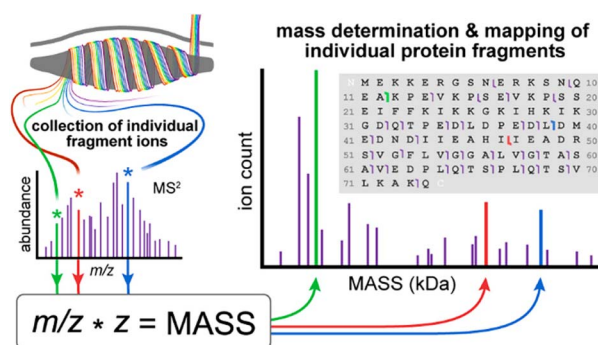 mass determination & mapping of
individual protein fragments
collection of individual
fragment ions
MS²
abundance
* * *
m/z
m/z * z = MASS
ion count
MASS (kDa)
N M E K K E R G S N E R K S N Q 10
11 E A K P E V K P S E V K P S S 20
21 E I F F K I K K G K I H K I K 30
31 G D Q T P E D L D P E D L D M 40
41 E D N D I I E A H I I E A D R 50
51 S V G F L V G G A L V G T A S 60
61 A V E D P L Q T S P L Q T S V 70
71 L K A K Q C